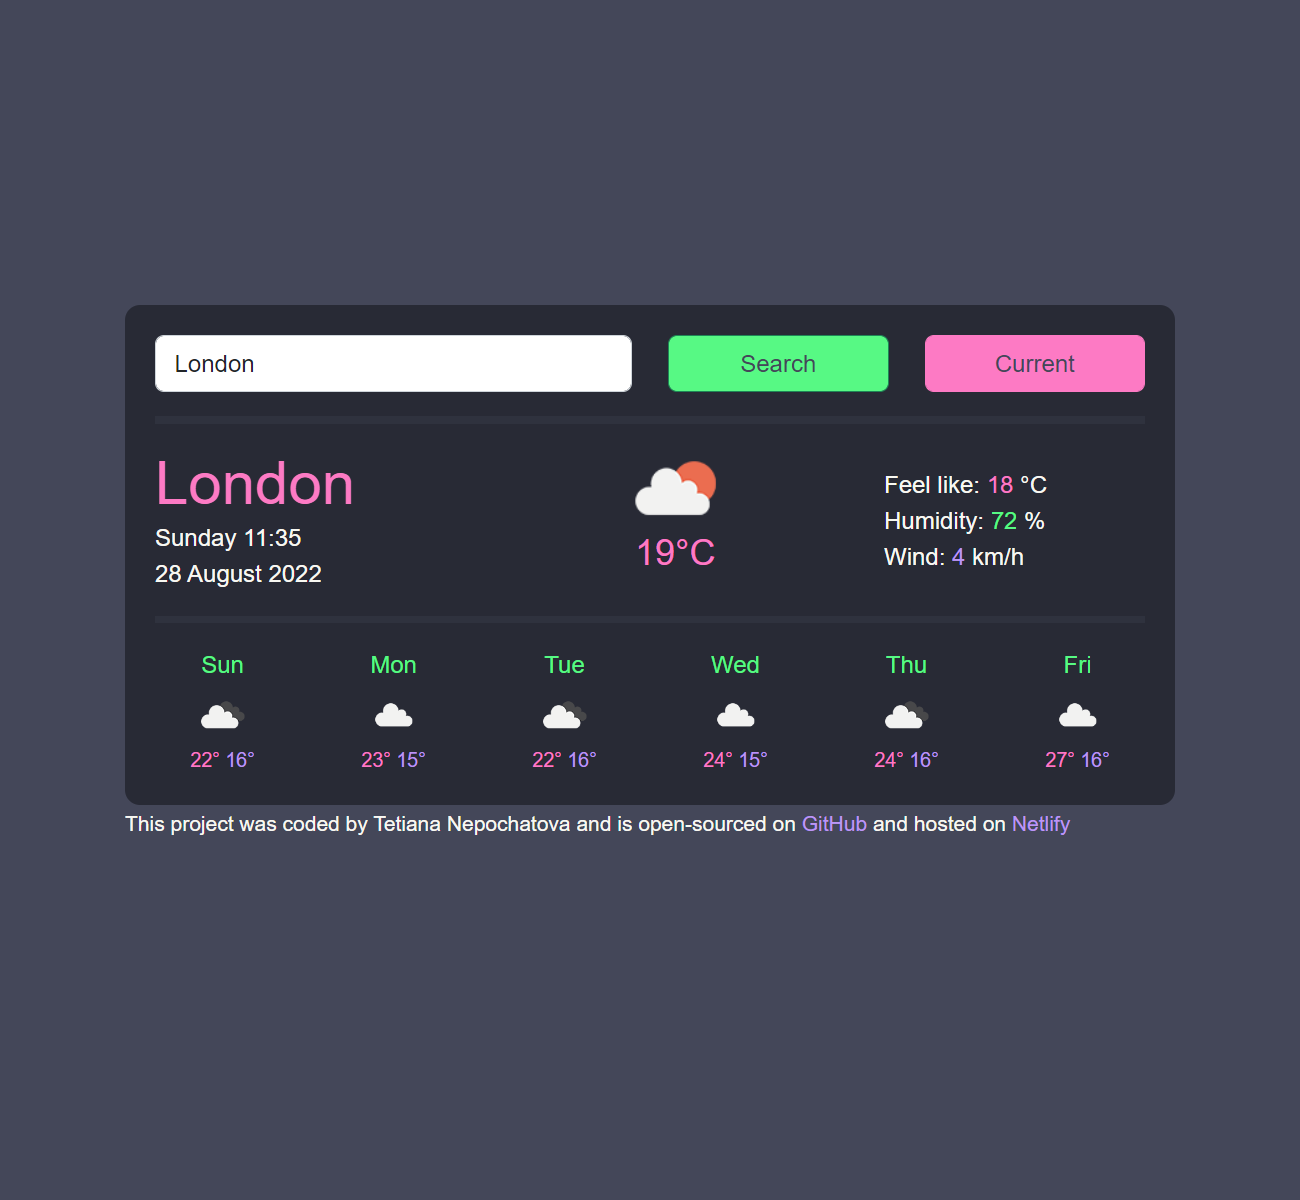 London
Search
Current
London
Sunday 11:35
28 August 2022
19°C
Feel like: 18 °C
Humidity: 72 %
Wind: 4 km/h
Sun
Mon
Tue
Wed
Thu
Fri
22° 16°
23° 15°
22° 16°
24° 15°
24° 16°
27° 16°
This project was coded by Tetiana Nepochatova and is open-sourced on GitHub and hosted on Netlify